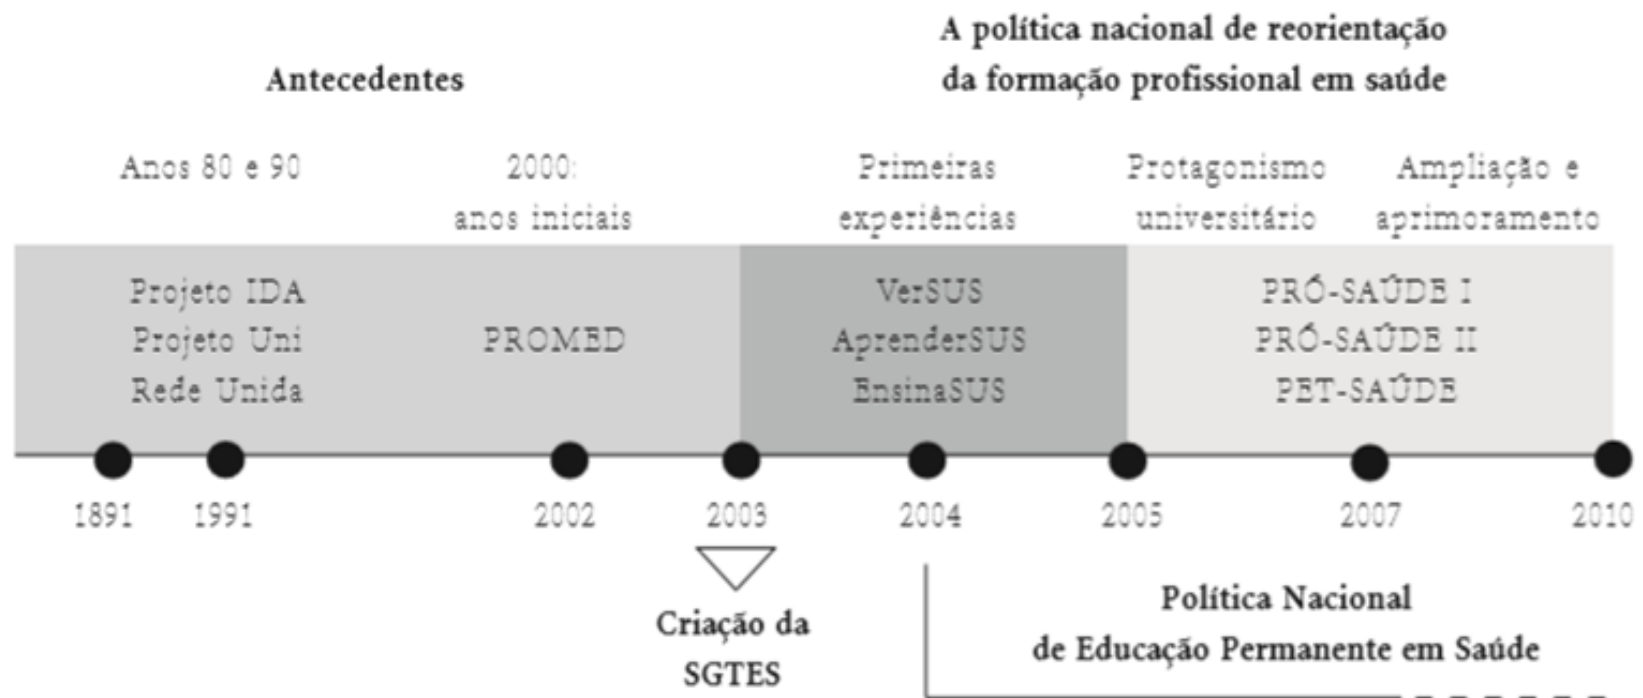 Antecedentes
A política nacional de reorientação
da formação profissional em saúde
Anos 80 e 90
2000:
anos iniciais
Primeiras
experiências
Protagonismo
universitário
Ampliação e
aprimoramento
Projeto IDA
Projeto Uni
Rede Unida
PROMED
VerSUS
AprenderSUS
EnsinaSUS
PRÓ-SAÚDE I
PRÓ-SAÚDE II
PET-SAÚDE
1891
1991
2002
2003
2004
2005
2007
2010
Criação da
SGTES
Política Nacional
de Educação Permanente em Saúde